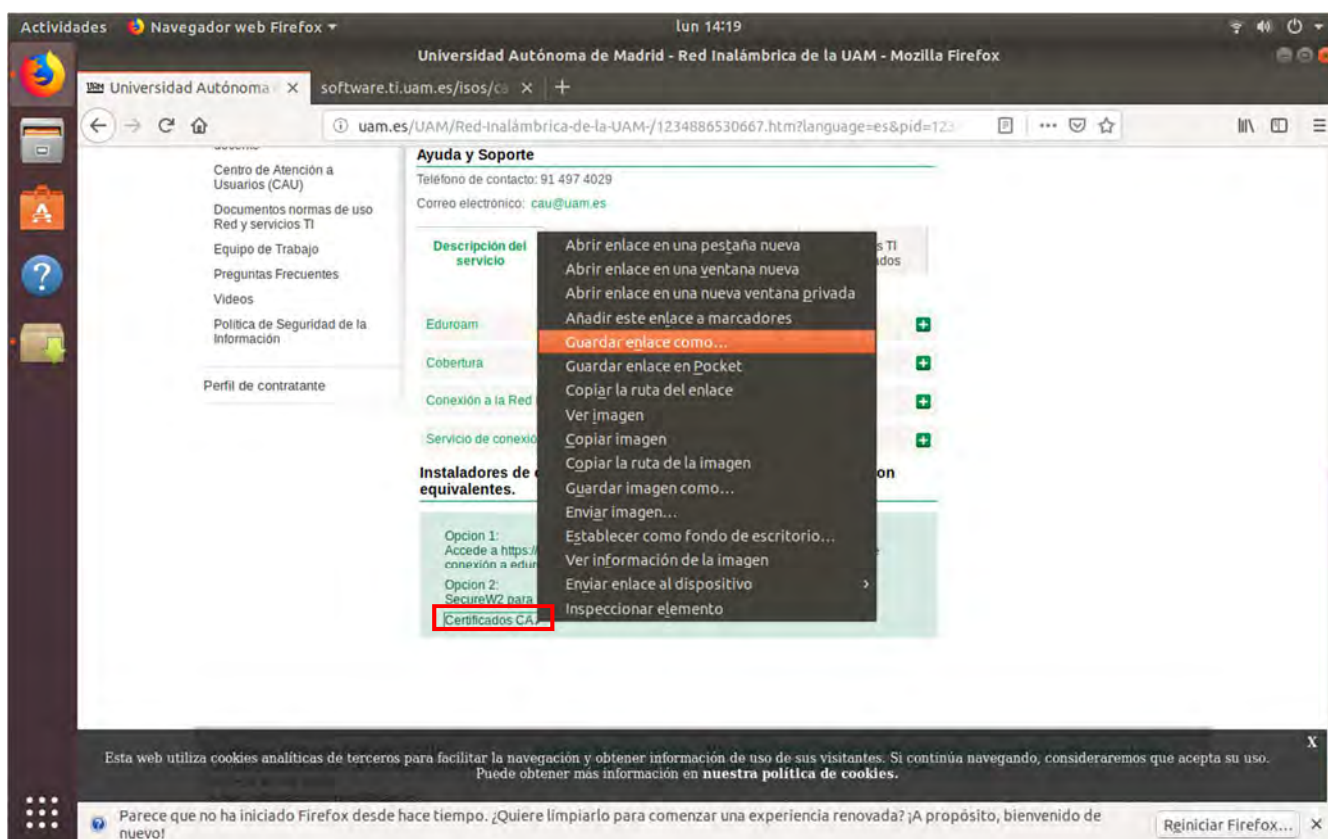 Actividades Navegador web Firefox lun 14:19
Universidad Autónoma de Madrid - Red Inalámbrica de la UAM - Mozilla Firefox
UAM Universidad Autónoma software.ti.uam.es/isos/ca
uam.es/UAM/Red-Inalámbrica-de-la-UAM-/1234886530667.htm?language=es&pid=123
Centro de Atención a
Usuarios (CAU)
Documentos normas de uso
Red y servicios TI
Equipo de Trabajo
Preguntas Frecuentes
Videos
Política de Seguridad de la
Información
Perfil de contratante
Ayuda y Soporte
Teléfono de contacto: 91 497 4029
Correo electrónico: cau@uam.es
Descripción del
servicio
s TI
ados
Eduroam
Cobertura
Conexión a la Red
Servicio de conexió
Instaladores de
on
equivalentes.
Opcion 1:
Accede a https://
conexión a edur
Opcion 2:
SecureW2 para
Certificados CA
Abrir enlace en una pestaña nueva
Abrir enlace en una ventana nueva
Abrir enlace en una nueva ventana privada
Añadir este enlace a marcadores
Guardar enlace como...
Guardar enlace en Pocket
Copiar la ruta del enlace
Ver imagen
Copiar imagen
Copiar la ruta de la imagen
Guardar imagen como...
Enviar imagen...
Establecer como fondo de escritorio...
Ver información de la imagen
Enviar enlace al dispositivo
Inspeccionar elemento
X
Esta web utiliza cookies analíticas de terceros para facilitar la navegación y obtener información de uso de sus visitantes. Si continúa navegando, consideraremos que acepta su uso.
Puede obtener más información en nuestra política de cookies.
Parece que no ha iniciado Firefox desde hace tiempo. ¿Quiere limpiarlo para comenzar una experiencia renovada? ¡A propósito, bienvenido de
nuevo!
Reiniciar Firefox...